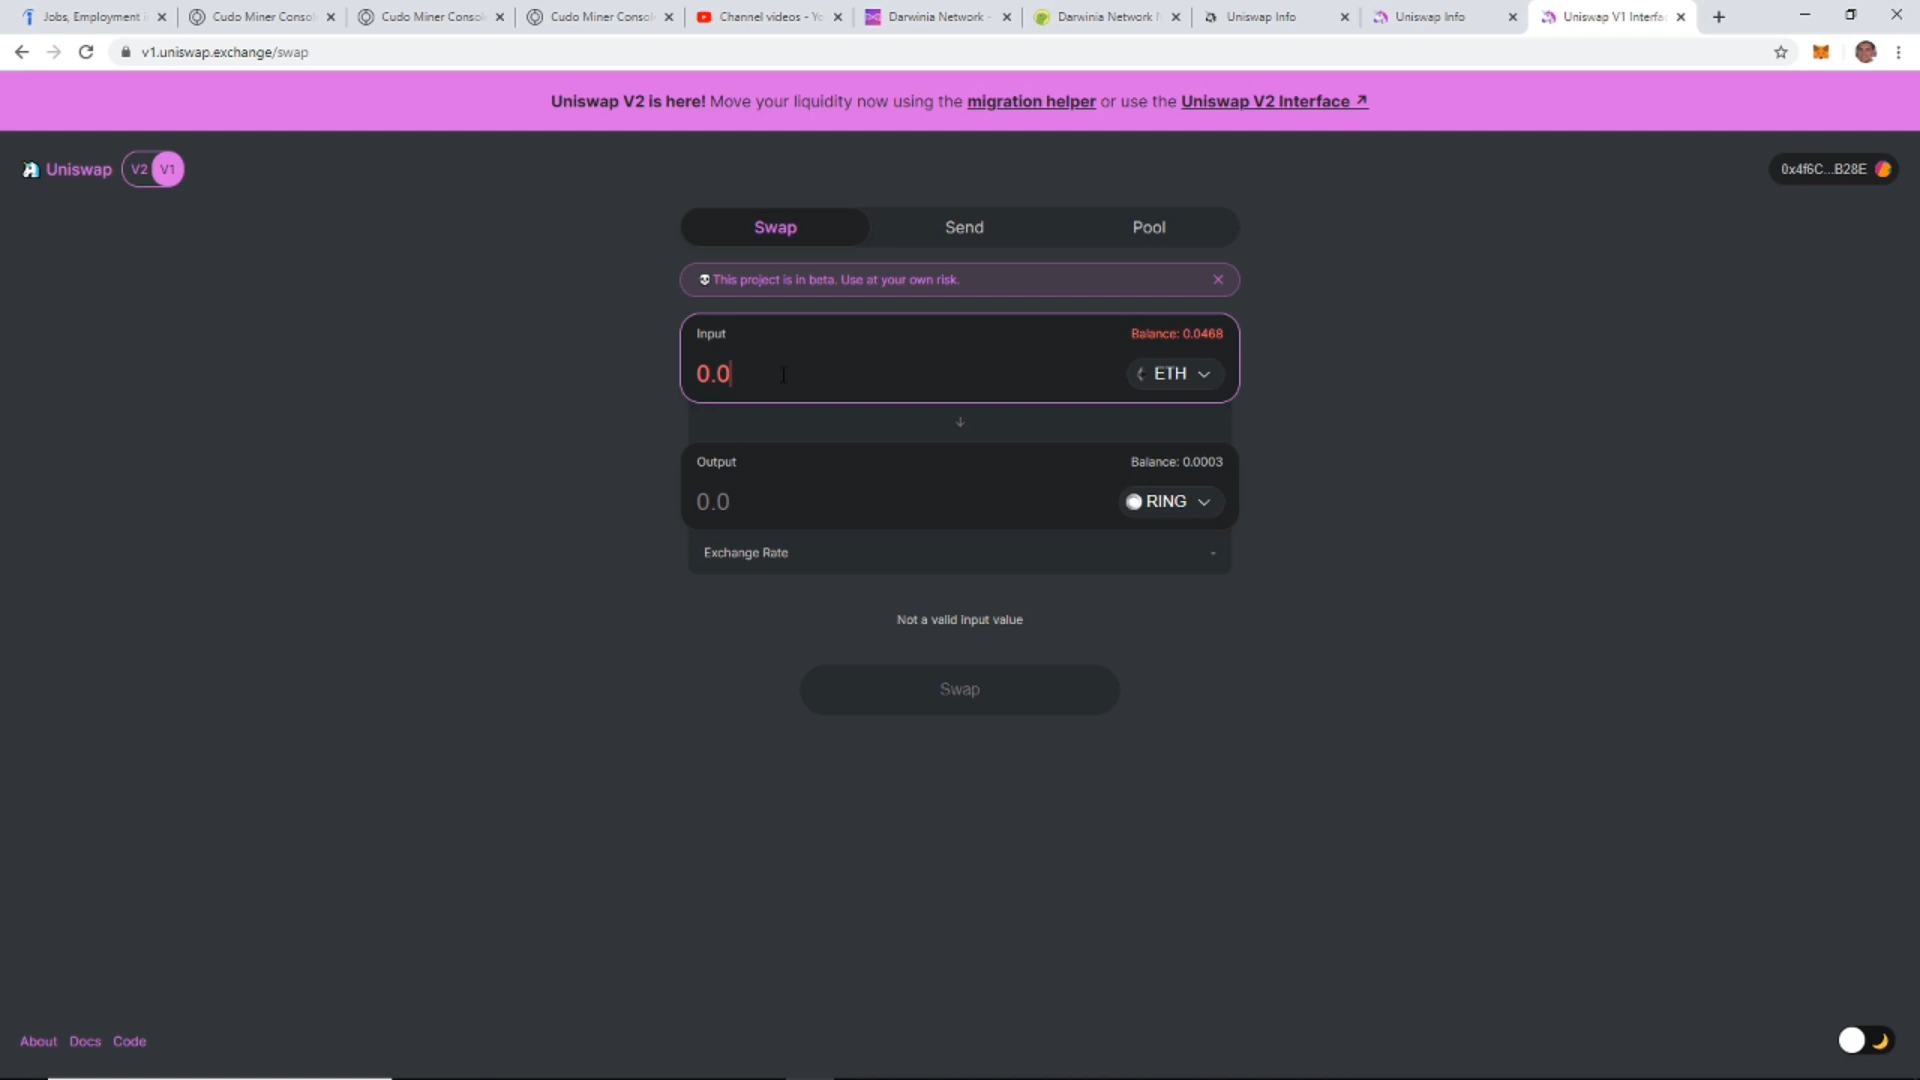 Jobs, Employment i
Cudo Miner Consol
Cudo Miner Consol
Cudo Miner Consol
Channel videos - Yo
Darwinia Network -
Darwinia Network
Uniswap Info
Uniswap Info
Uniswap V1 Interfa
v1.uniswap.exchange/swap
Uniswap V2 is here! Move your liquidity now using the migration helper or use the Uniswap V2 Interface ↗
Uniswap V2 V1
0x4f6C...B28E
Swap Send Pool
💀This project is in beta. Use at your own risk.
Input Balance: 0.0468
0.0 ETH
Output Balance: 0.0003
0.0 RING
Exchange Rate -
Not a valid input value
Swap
About Docs Code